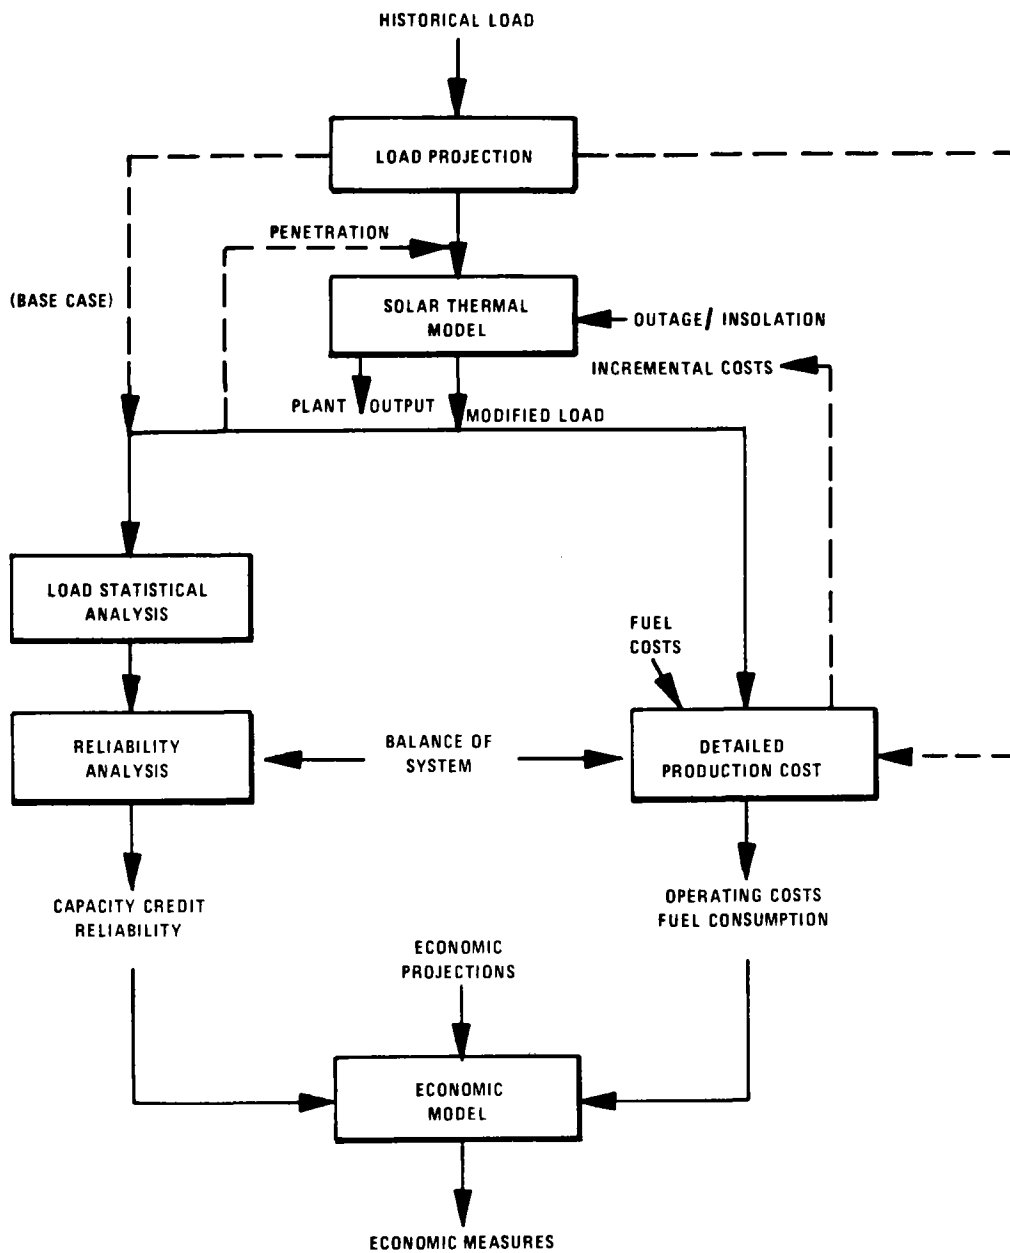 HISTORICAL LOAD
LOAD PROJECTION
PENETRATION
(BASE CASE)
SOLAR THERMAL
MODEL
OUTAGE/ INSOLATION
INCREMENTAL COSTS
PLANT OUTPUT
MODIFIED LOAD
LOAD STATISTICAL
ANALYSIS
FUEL
COSTS
RELIABILITY
ANALYSIS
BALANCE OF
SYSTEM
DETAILED
PRODUCTION COST
CAPACITY CREDIT
RELIABILITY
OPERATING COSTS
FUEL CONSUMPTION
ECONOMIC
PROJECTIONS
ECONOMIC
MODEL
ECONOMIC MEASURES